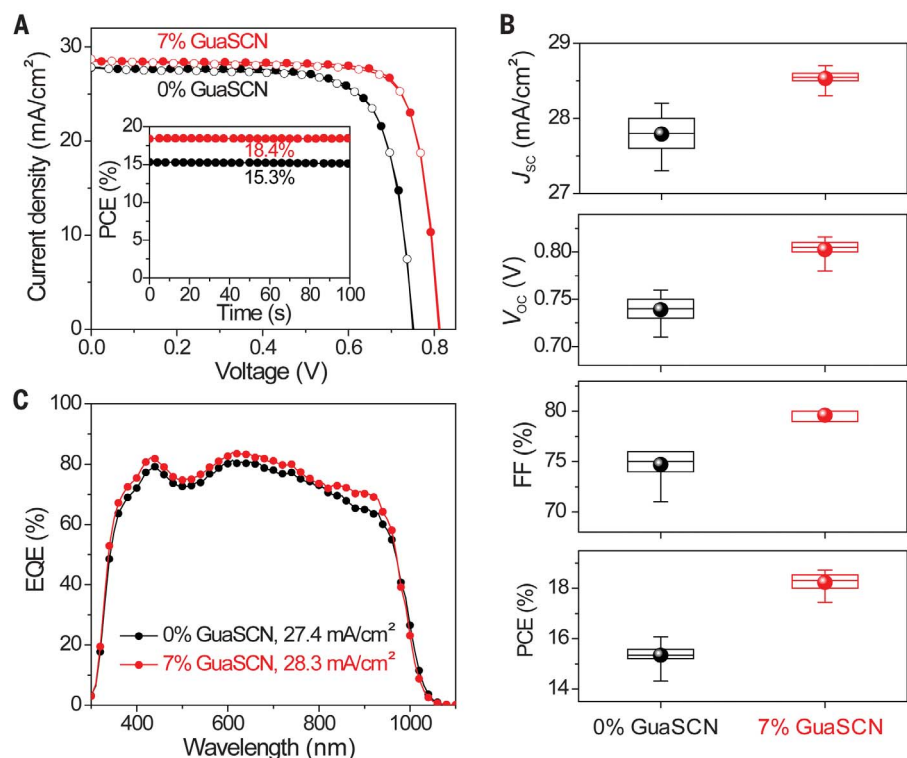 A
7% GuaSCN
0% GuaSCN
Current density (mA/cm²)
30
20
10
0
0.0
0.2
0.4
0.6
0.8
Voltage (V)
PCE (%)
20
15
10
5
0
18.4%
15.3%
0
20
40
60
80
100
Time (s)
B
Jsc (mA/cm²)
29
28
27
Voc (V)
0.80
0.75
0.70
FF (%)
80
75
70
PCE (%)
18
16
14
0% GuaSCN
7% GuaSCN
C
EQE (%)
100
80
60
40
20
0
0% GuaSCN, 27.4 mA/cm²
7% GuaSCN, 28.3 mA/cm²
400
600
800
1000
Wavelength (nm)